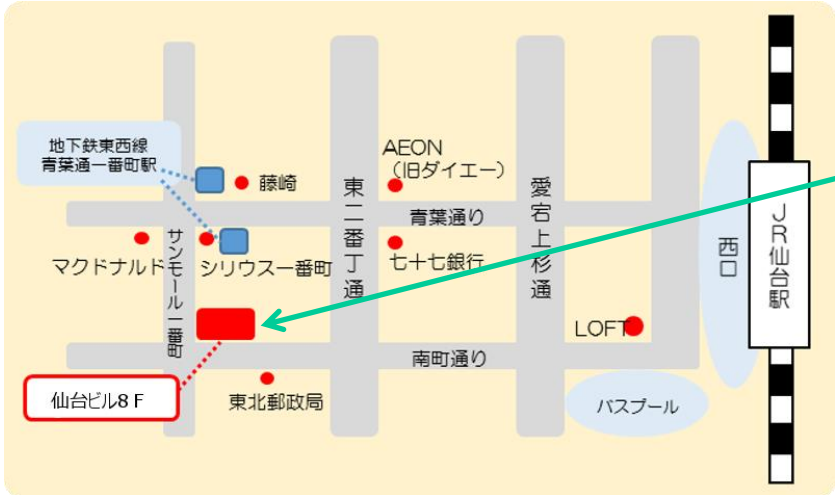 地下鉄東西線
青葉通一番町駅
藤崎
AEON
（旧ダイエー）
東二番丁通
愛宕上杉通
青葉通り
サンモール一番町
マクドナルド
シリウス一番町
七十七銀行
西口
JR仙台駅
LOFT
南町通り
仙台ビル8F
東北郵政局
バスプール